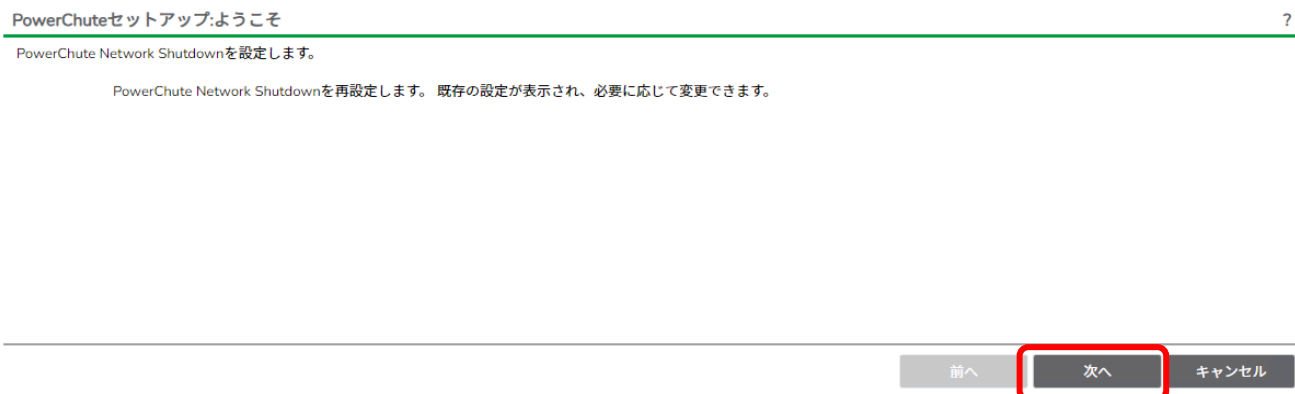 PowerChuteセットアップ:ようこそ ?
PowerChute Network Shutdownを設定します。
PowerChute Network Shutdownを再設定します。 既存の設定が表示され、必要に応じて変更できます。
前へ 次へ キャンセル